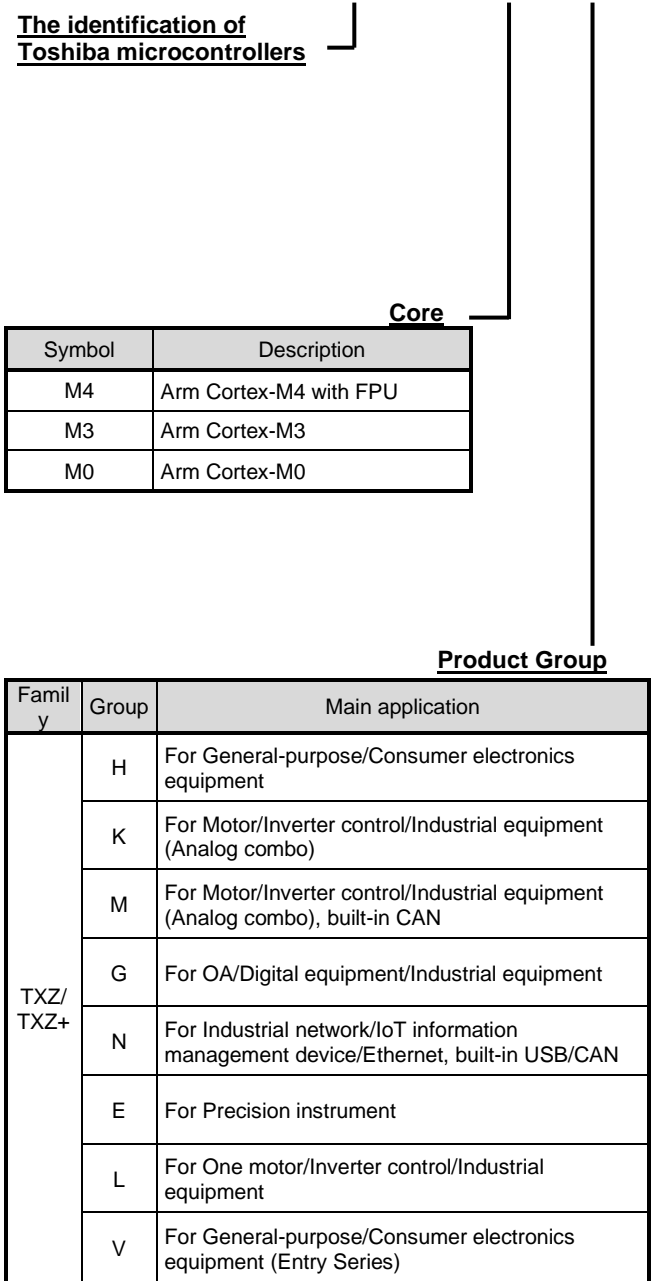 The identification of
Toshiba microcontrollers
Core
Symbol Description
M4 Arm Cortex-M4 with FPU
M3 Arm Cortex-M3
M0 Arm Cortex-M0
Product Group
Famil
y Group Main application
H For General-purpose/Consumer electronics
equipment
K For Motor/Inverter control/Industrial equipment
(Analog combo)
M For Motor/Inverter control/Industrial equipment
(Analog combo), built-in CAN
G For OA/Digital equipment/Industrial equipment
TXZ/
TXZ+
N For Industrial network/IoT information
management device/Ethernet, built-in USB/CAN
E For Precision instrument
L For One motor/Inverter control/Industrial
equipment
V For General-purpose/Consumer electronics
equipment (Entry Series)